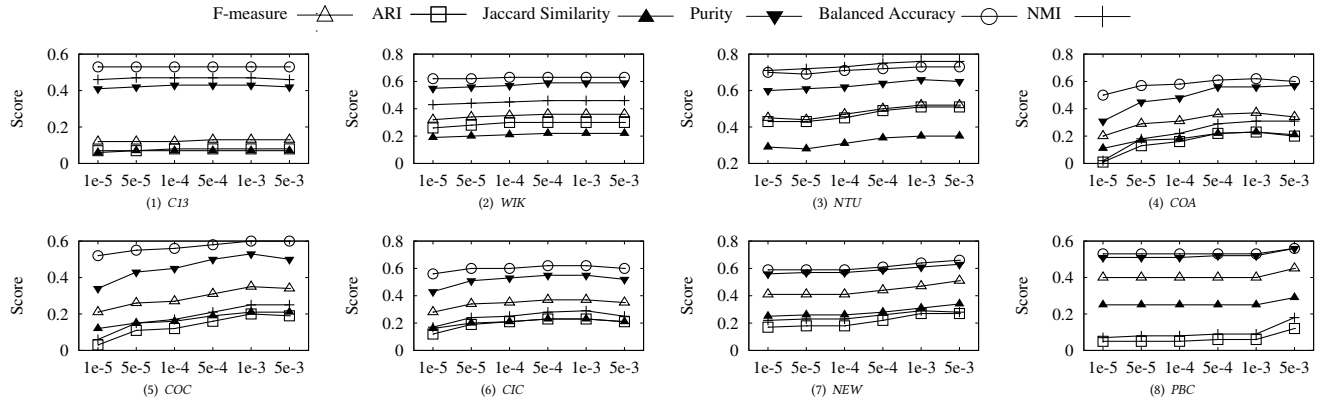 F-measure ARI Jaccard Similarity Purity Balanced Accuracy NMI
0.6 0.8 0.8 0.6
0.4 0.6 0.6 0.4
0.2 0.4 0.4 0.2
0 0.2 0.2 0
0
Score Score Score Score
1e-5 5e-5 1e-4 5e-4 1e-3 5e-3 1e-5 5e-5 1e-4 5e-4 1e-3 5e-3 1e-5 5e-5 1e-4 5e-4 1e-3 5e-3 1e-5 5e-5 1e-4 5e-4 1e-3 5e-3
(1) C13 (2) WIK (3) NTU (4) COA
0.6 0.8 0.8 0.6
0.4 0.6 0.6 0.4
0.2 0.4 0.4 0.2
0 0.2 0.2 0
0 0
Score Score Score Score
1e-5 5e-5 1e-4 5e-4 1e-3 5e-3 1e-5 5e-5 1e-4 5e-4 1e-3 5e-3 1e-5 5e-5 1e-4 5e-4 1e-3 5e-3 1e-5 5e-5 1e-4 5e-4 1e-3 5e-3
(5) COC (6) CIC (7) NEW (8) PBC